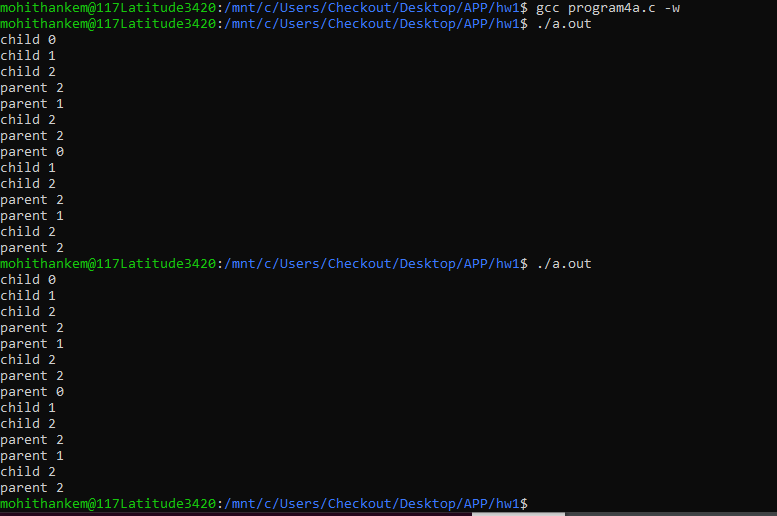 mohithankem@117Latitude3420:/mnt/c/Users/Checkout/Desktop/APP/hw1$ gcc program4a.c -w
mohithankem@117Latitude3420:/mnt/c/Users/Checkout/Desktop/APP/hw1$ ./a.out
child 0
child 1
child 2
parent 2
parent 1
child 2
parent 2
parent 0
child 1
child 2
parent 2
parent 1
child 2
parent 2
mohithankem@117Latitude3420:/mnt/c/Users/Checkout/Desktop/APP/hw1$ ./a.out
child 0
child 1
child 2
parent 2
parent 1
child 2
parent 2
parent 0
child 1
child 2
parent 2
parent 1
child 2
parent 2
mohithankem@117Latitude3420:/mnt/c/Users/Checkout/Desktop/APP/hw1$